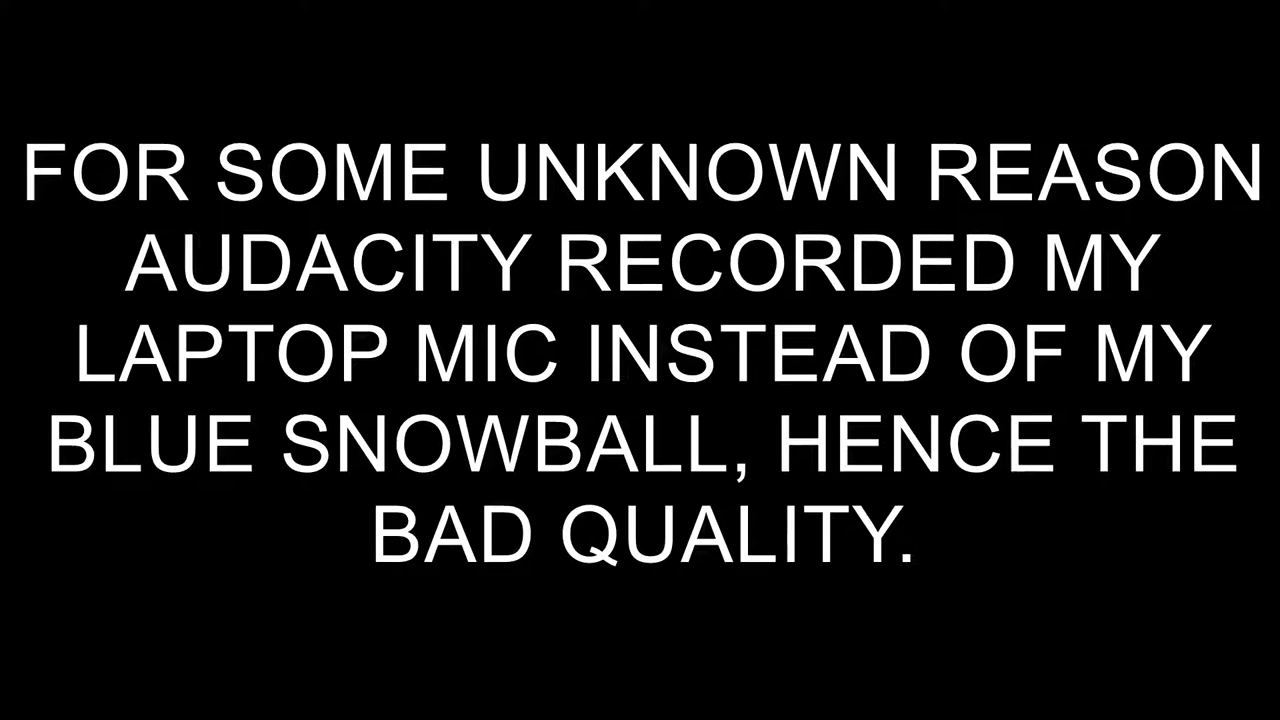 FOR SOME UNKNOWN REASON
AUDACITY RECORDED MY
LAPTOP MIC INSTEAD OF MY
BLUE SNOWBALL, HENCE THE
BAD QUALITY.